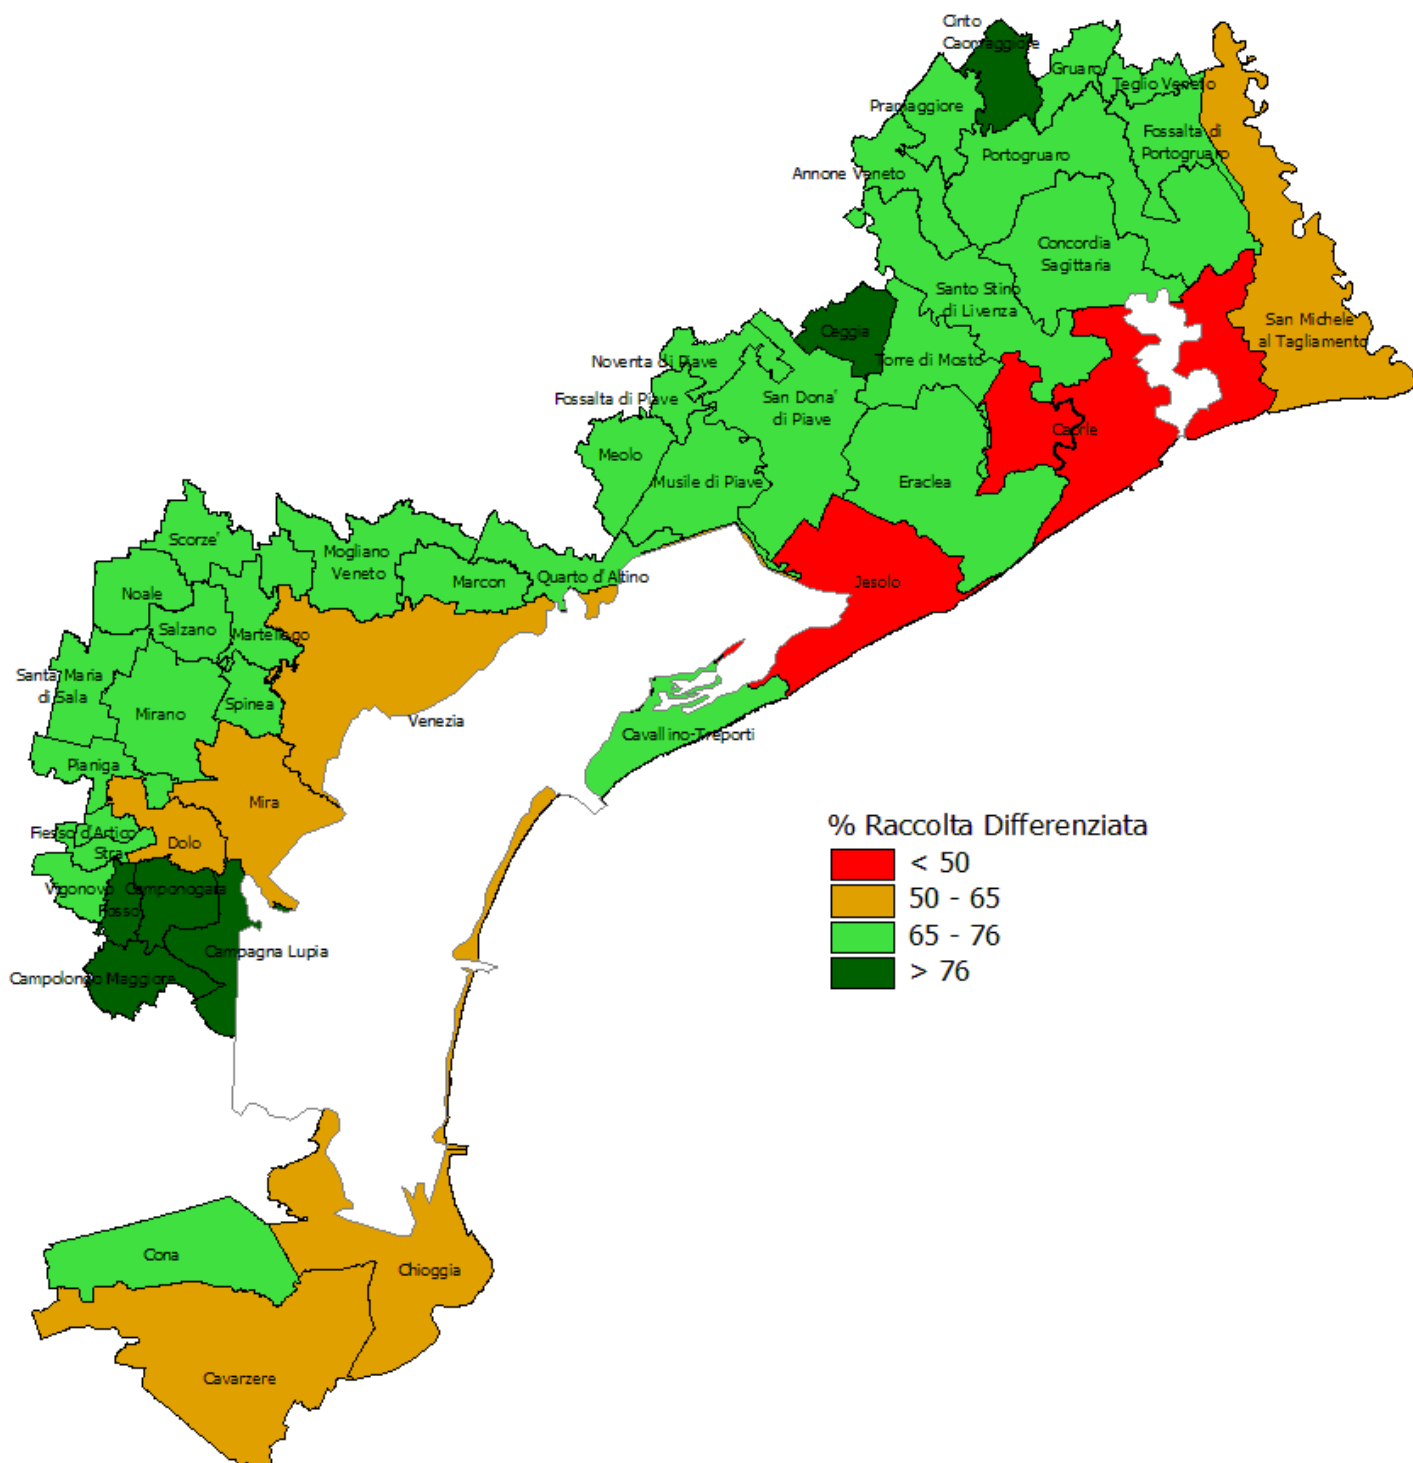 Cinto
Caomaggiore
Gruaro
Teglio Veneto
Pramaggiore
Fossalta di
Portogruaro
Portogruaro
Annone Veneto
Concordia
Sagittaria
Santo Stino
di Livenza
San Michele
al Tagliamento
Ceggia
Torre di Mosto
Noventa di Piave
Fossalta di Piave
San Dona'
di Piave
Caorle
Meolo
Musile di Piave
Eraclea
Scorze'
Mogliano
Veneto
Marcon
Quarto d'Altino
Jesolo
Noale
Salzano
Martellago
Santa Maria
di Sala
Spinea
Mirano
Venezia
Cavallino-Treporti
Pianiga
Mira
Fiesso d'Artico
Dolo
Stra
Vigonovo
Camponogara
Fosso
Campagna Lupia
Campolongo Maggiore
% Raccolta Differenziata
< 50
50 - 65
65 - 76
> 76
Cona
Chioggia
Cavarzere